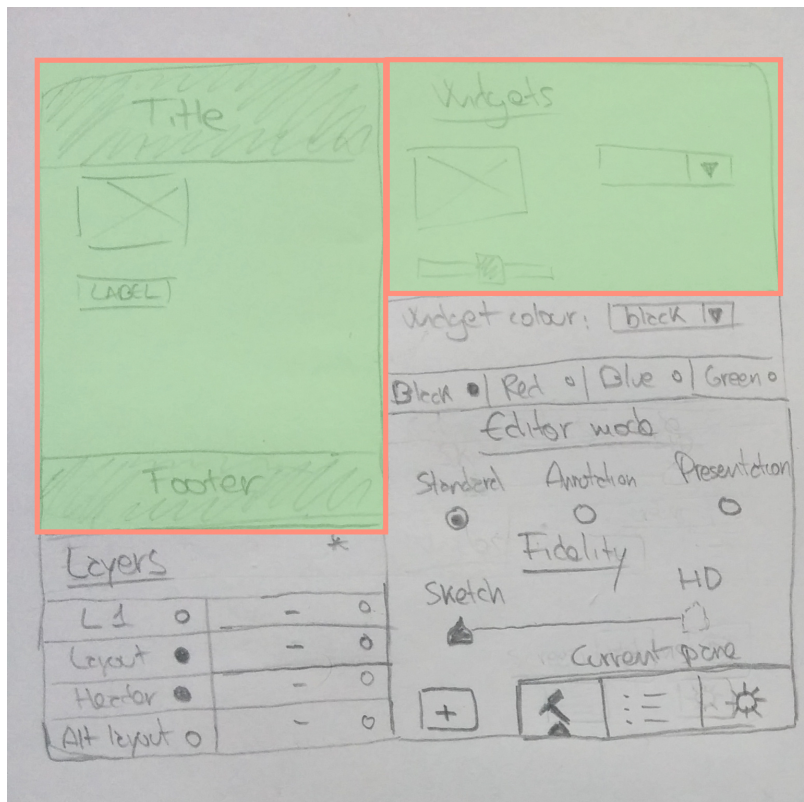 Title
LABEL
Footer
Widgets
Widget colour: black
Black Red Blue Green
Editor mode
Standard Annotation Presentation
Fidelity
Sketch HD
Current pane
+
Layers *
L1 -
Layout -
Header -
Alt layout -